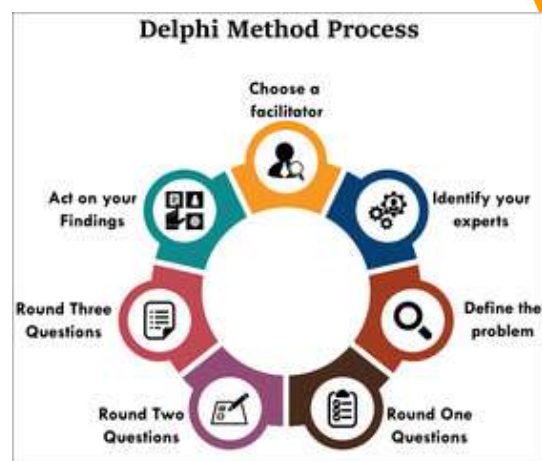 Delphi Method Process
Choose a
facilitator
Identify your
experts
Define the
problem
Round One
Questions
Round Two
Questions
Round Three
Questions
Act on your
Findings